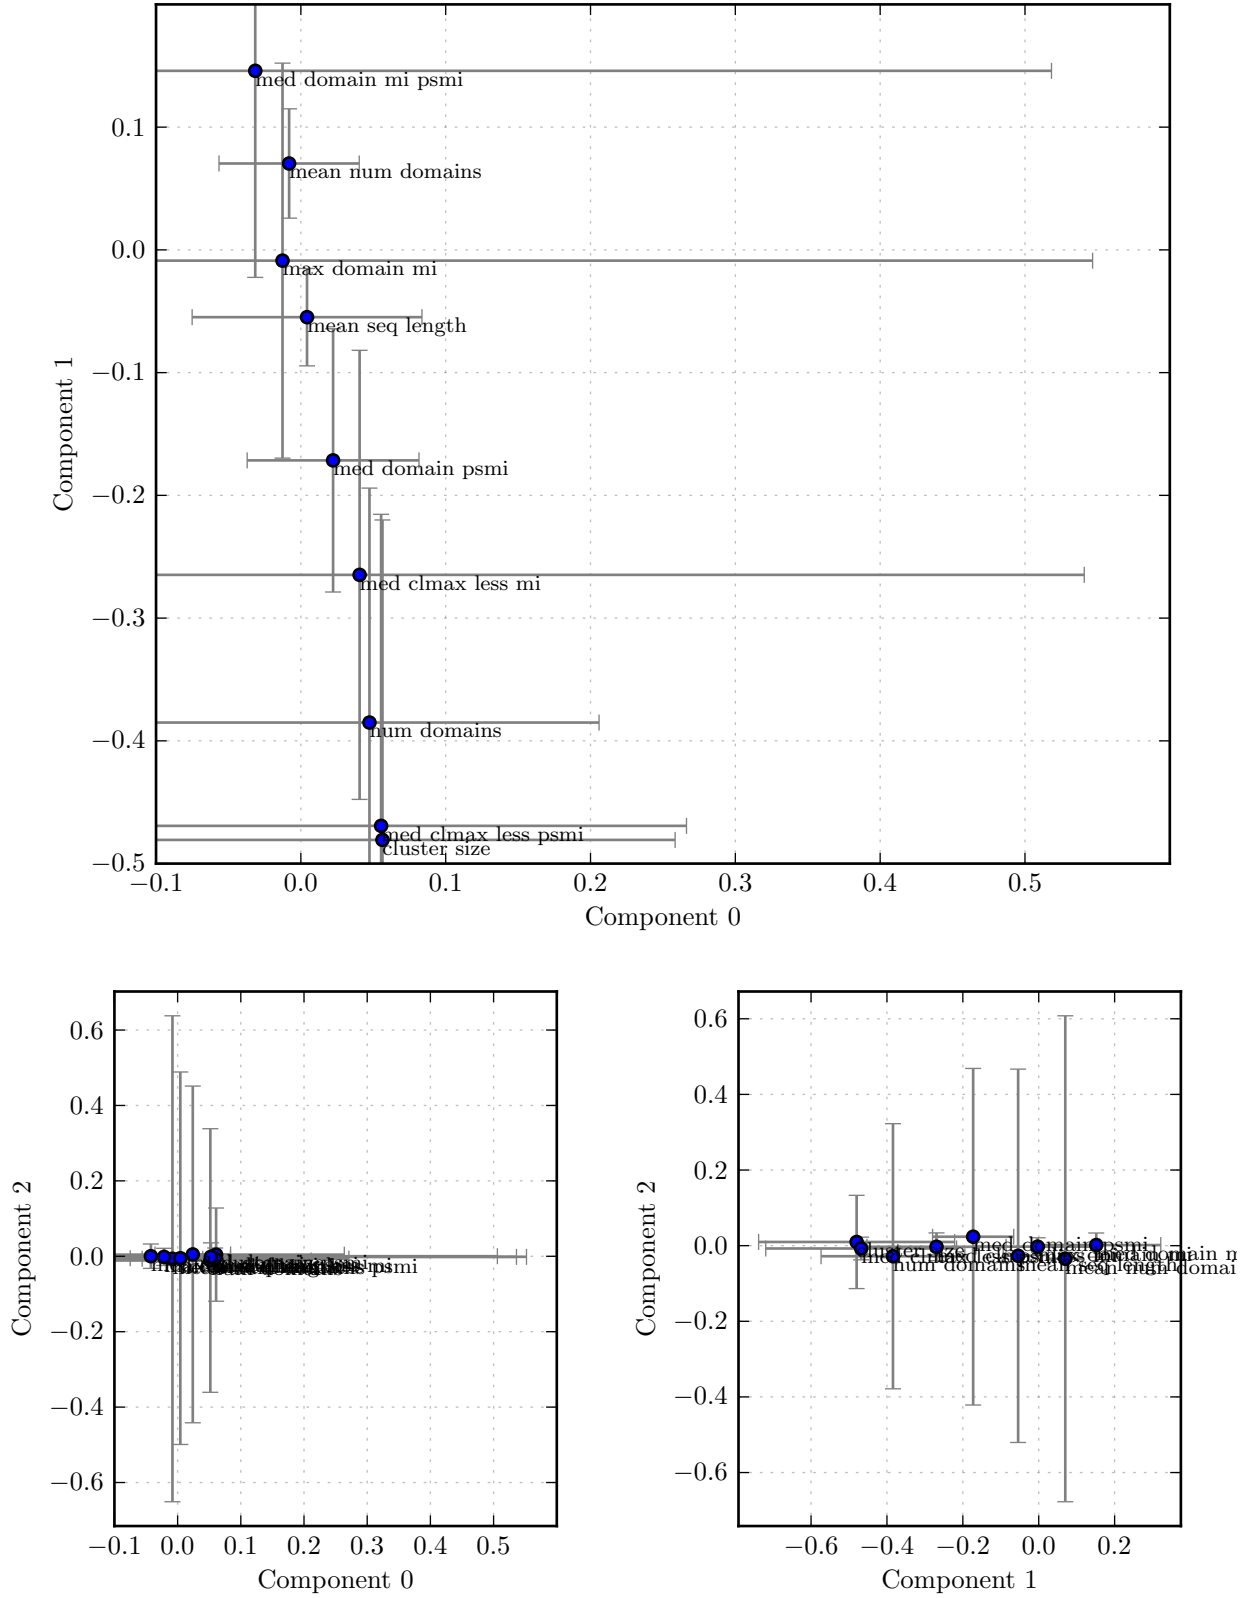 med domain mi psmi
0.1
mean num domains
0.0
max domain mi
mean seq length
−0.1
Component 1
med domain psmi
−0.2
med clmax less mi
−0.3
num domains
−0.4
med clmax less psmi
cluster size
−0.5
−0.1 0.0 0.1 0.2 0.3 0.4 0.5
Component 0
0.6
0.4
0.2
0.0
−0.2
−0.4
−0.6
Component 2
−0.1 0.0 0.1 0.2 0.3 0.4 0.5
Component 0
0.6
0.4
0.2
0.0
−0.2
−0.4
−0.6
Component 2
cluster size
med domain psmi
num domains
mean seq length
mean num domai
−0.6 −0.4 −0.2 0.0 0.2
Component 1